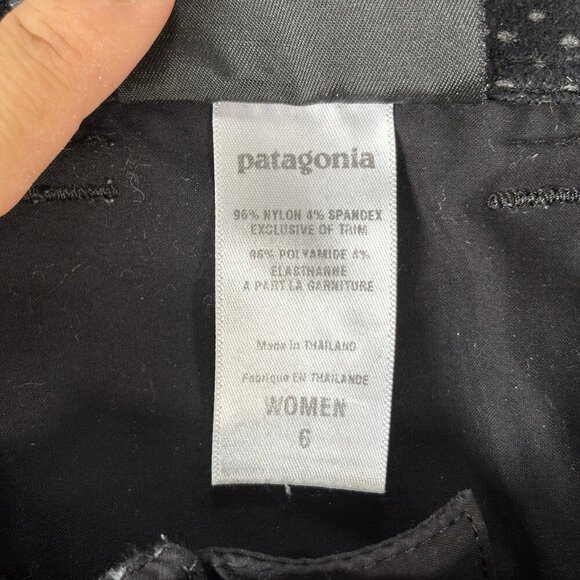 patagonia
96% NYLON 4% SPANDEX
EXCLUSIVE OF TRIM
96% POLYAMIDE 4%
ELASTHANNE
A PART LA GARNITURE
Made in THAILAND
Fabriqué EN THAILANDE
WOMEN
6